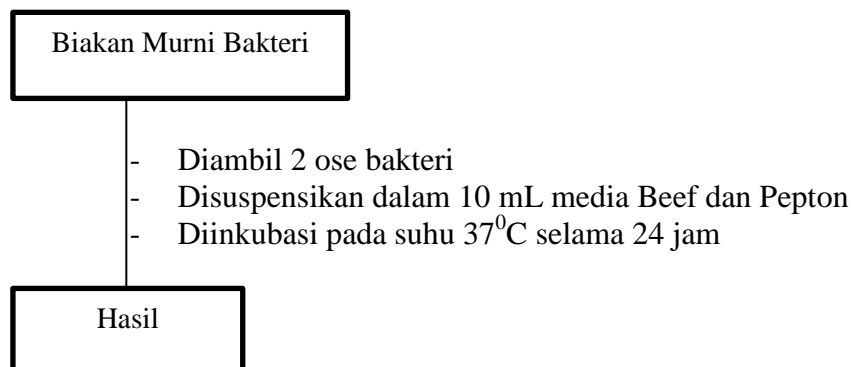 Biakan Murni Bakteri
- Diambil 2 ose bakteri
- Disuspensikan dalam 10 mL media Beef dan Pepton
- Diinkubasi pada suhu 37⁰C selama 24 jam
Hasil